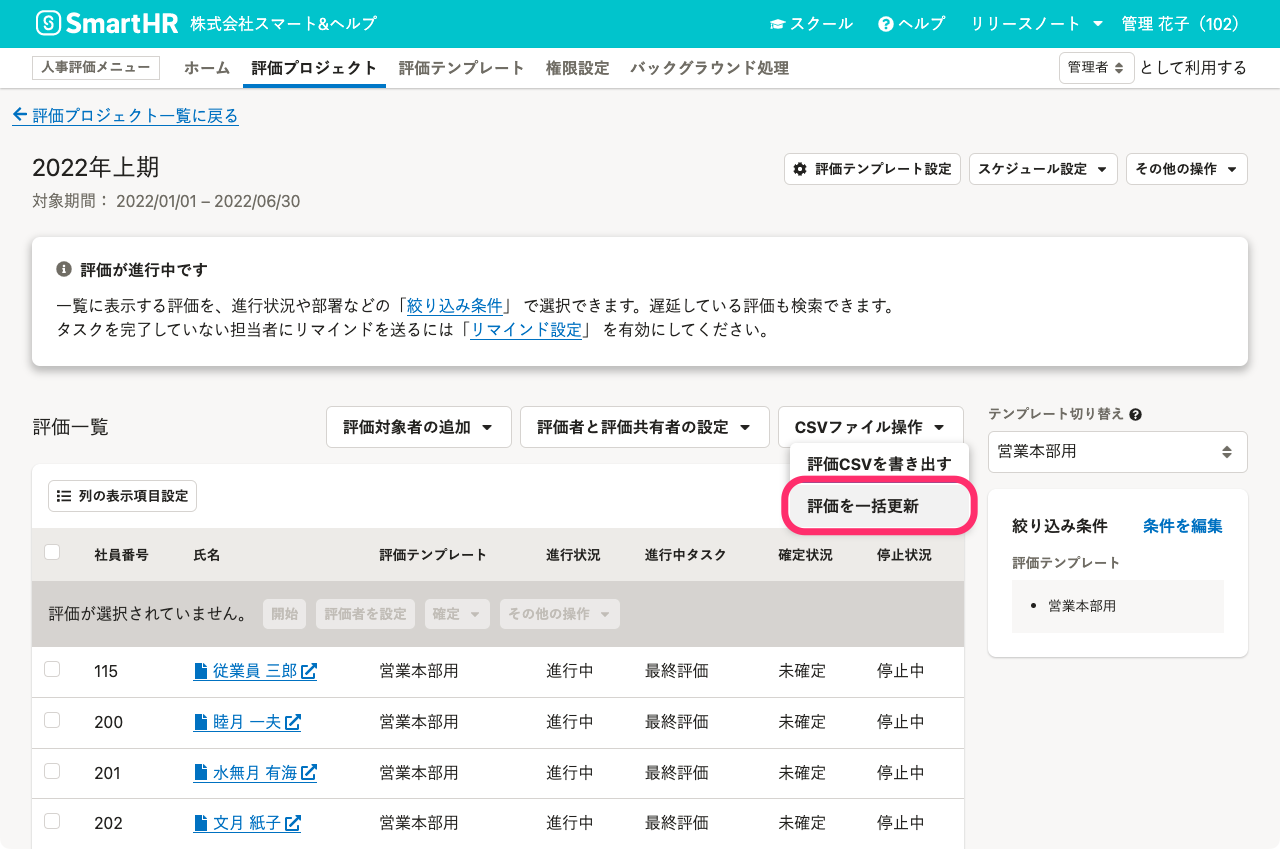 SmartHR 株式会社スマート&ヘルプ スクール ヘルプ リリースノート 管理 花子（102）
人事評価メニュー ホーム 評価プロジェクト 評価テンプレート 権限設定 バックグラウンド処理 管理者 として利用する
評価プロジェクト一覧に戻る
2022年上期 評価テンプレート設定 スケジュール設定 その他の操作
対象期間： 2022/01/01 – 2022/06/30
評価が進行中です
一覧に表示する評価を、進行状況や部署などの「絞り込み条件」 で選択できます。遅延している評価も検索できます。
タスクを完了していない担当者にリマインドを送るには「リマインド設定」 を有効にしてください。
評価一覧 評価対象者の追加 評価者と評価共有者の設定 CSVファイル操作
評価CSVを書き出す
評価を一括更新
テンプレート切り替え
営業本部用
絞り込み条件 条件を編集
評価テンプレート
営業本部用
列の表示項目設定
社員番号 氏名 評価テンプレート 進行状況 進行中タスク 確定状況 停止状況
評価が選択されていません。 開始 評価者を設定 確定 その他の操作
115 従業員 三郎 営業本部用 進行中 最終評価 未確定 停止中
200 睦月 一夫 営業本部用 進行中 最終評価 未確定 停止中
201 水無月 有海 営業本部用 進行中 最終評価 未確定 停止中
202 文月 紙子 営業本部用 進行中 最終評価 未確定 停止中